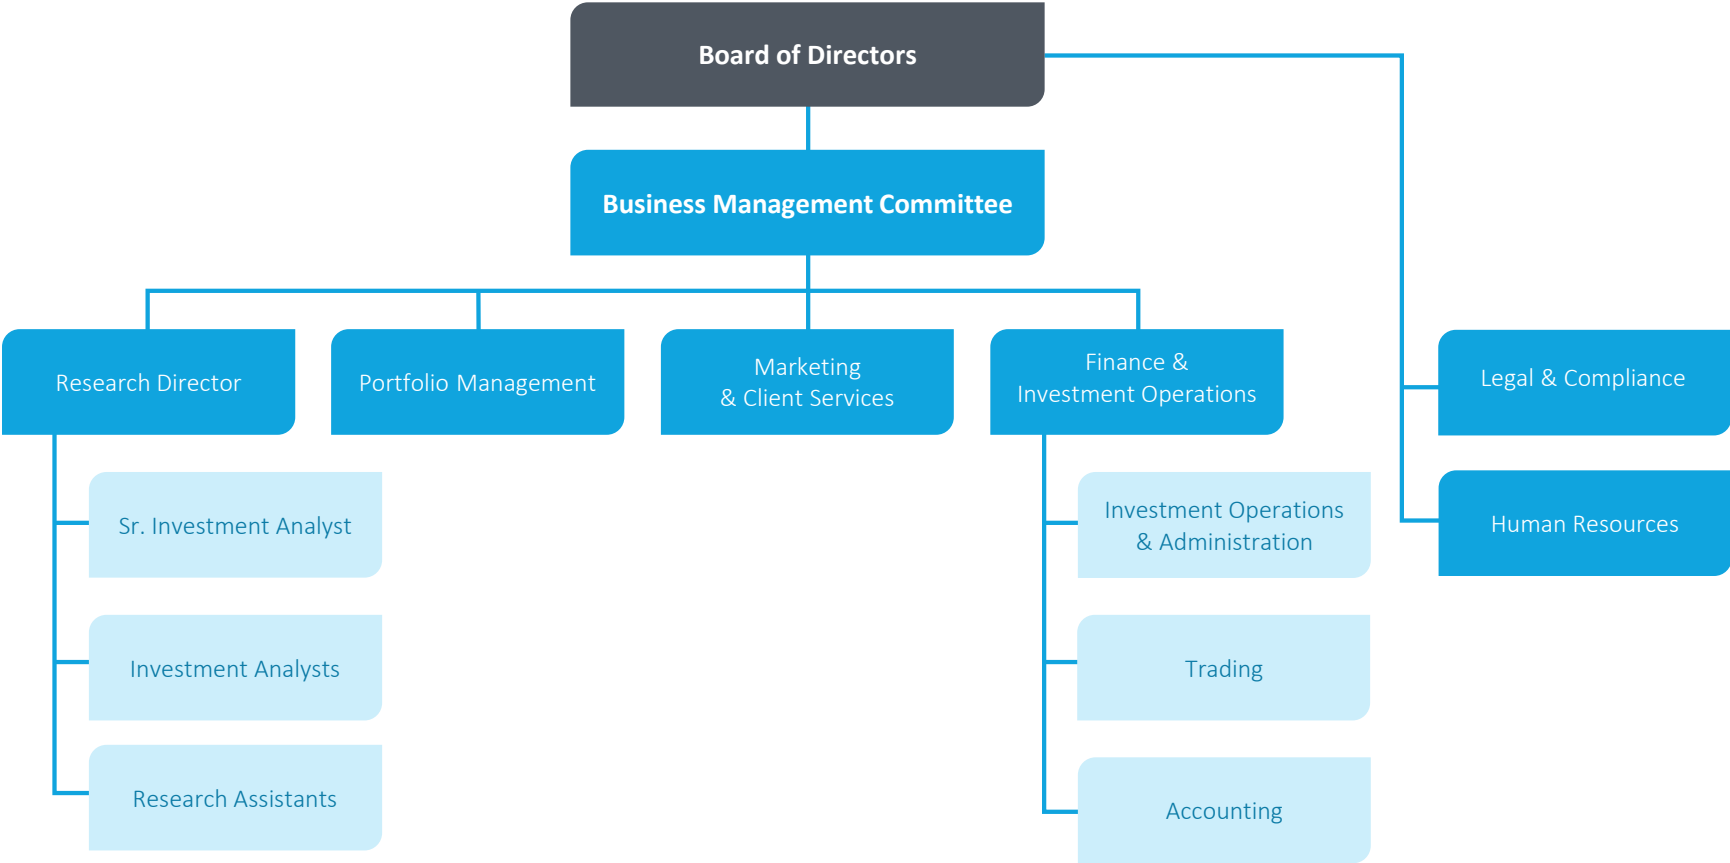 Board of Directors
Business Management Committee
Research Director
Portfolio Management
Marketing
& Client Services
Finance &
Investment Operations
Legal & Compliance
Sr. Investment Analyst
Investment Operations
& Administration
Human Resources
Investment Analysts
Trading
Research Assistants
Accounting